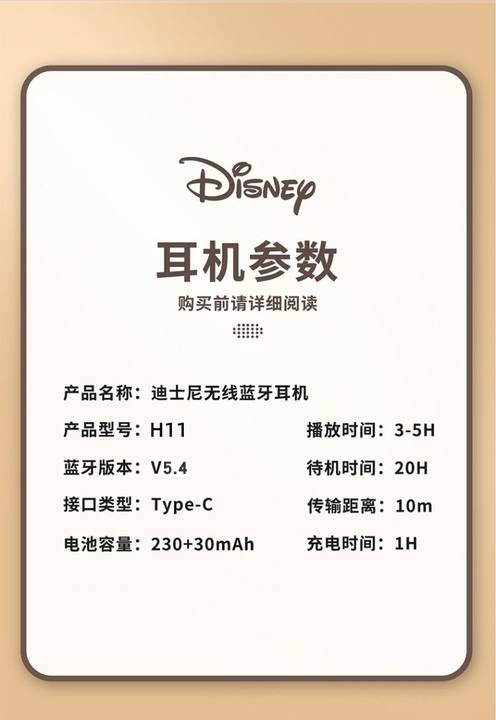 Disney
耳机参数
购买前请详细阅读
产品名称：迪士尼无线蓝牙耳机
产品型号：H11 播放时间：3-5H
蓝牙版本：V5.4 待机时间：20H
接口类型：Type-C 传输距离：10m
电池容量：230+30mAh 充电时间：1H